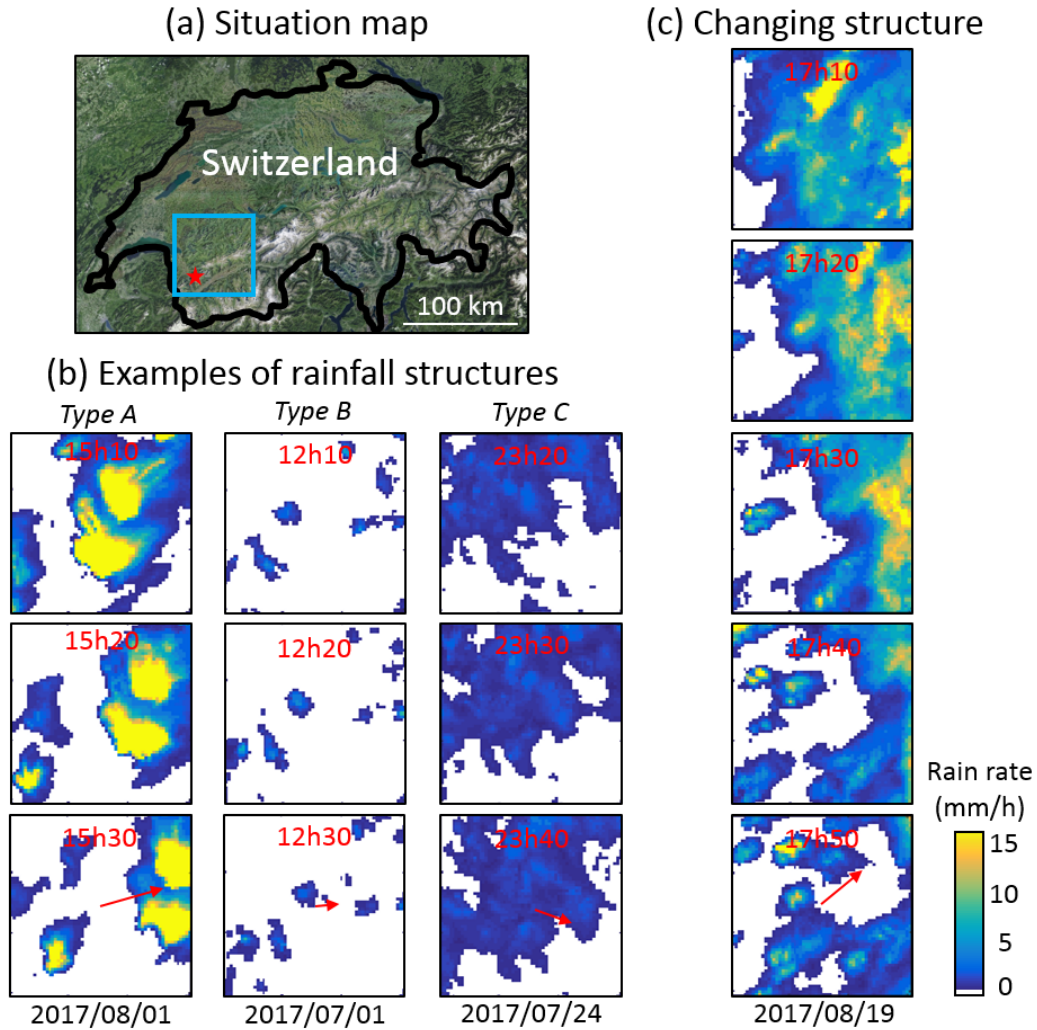 (a) Situation map
Switzerland
100 km
(b) Examples of rainfall structures
Type A
Type B
Type C
15h10
12h10
23h20
15h20
12h20
23h30
15h30
12h30
23h40
2017/08/01
2017/07/01
2017/07/24
(c) Changing structure
17h10
17h20
17h30
17h40
17h50
2017/08/19
Rain rate
(mm/h)
15
10
5
0